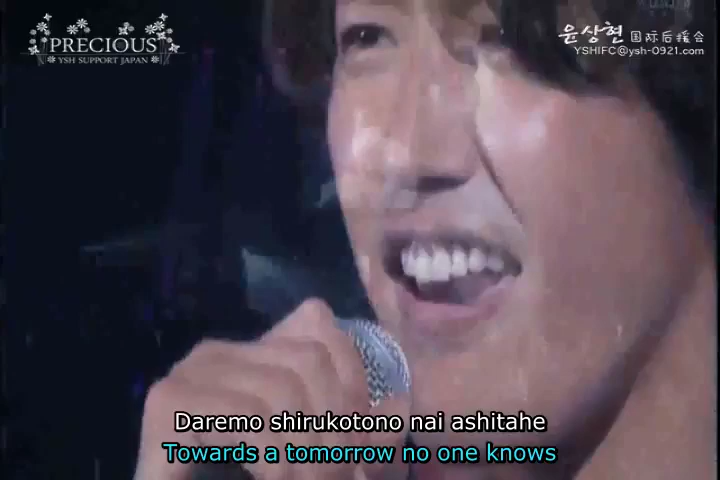 PRECIOUS
YSH SUPPORT JAPAN
윤상현 国际后援会
YSHIFC@ysh-0921.com
Daremo shirukotono nai ashitahe
Towards a tomorrow no one knows